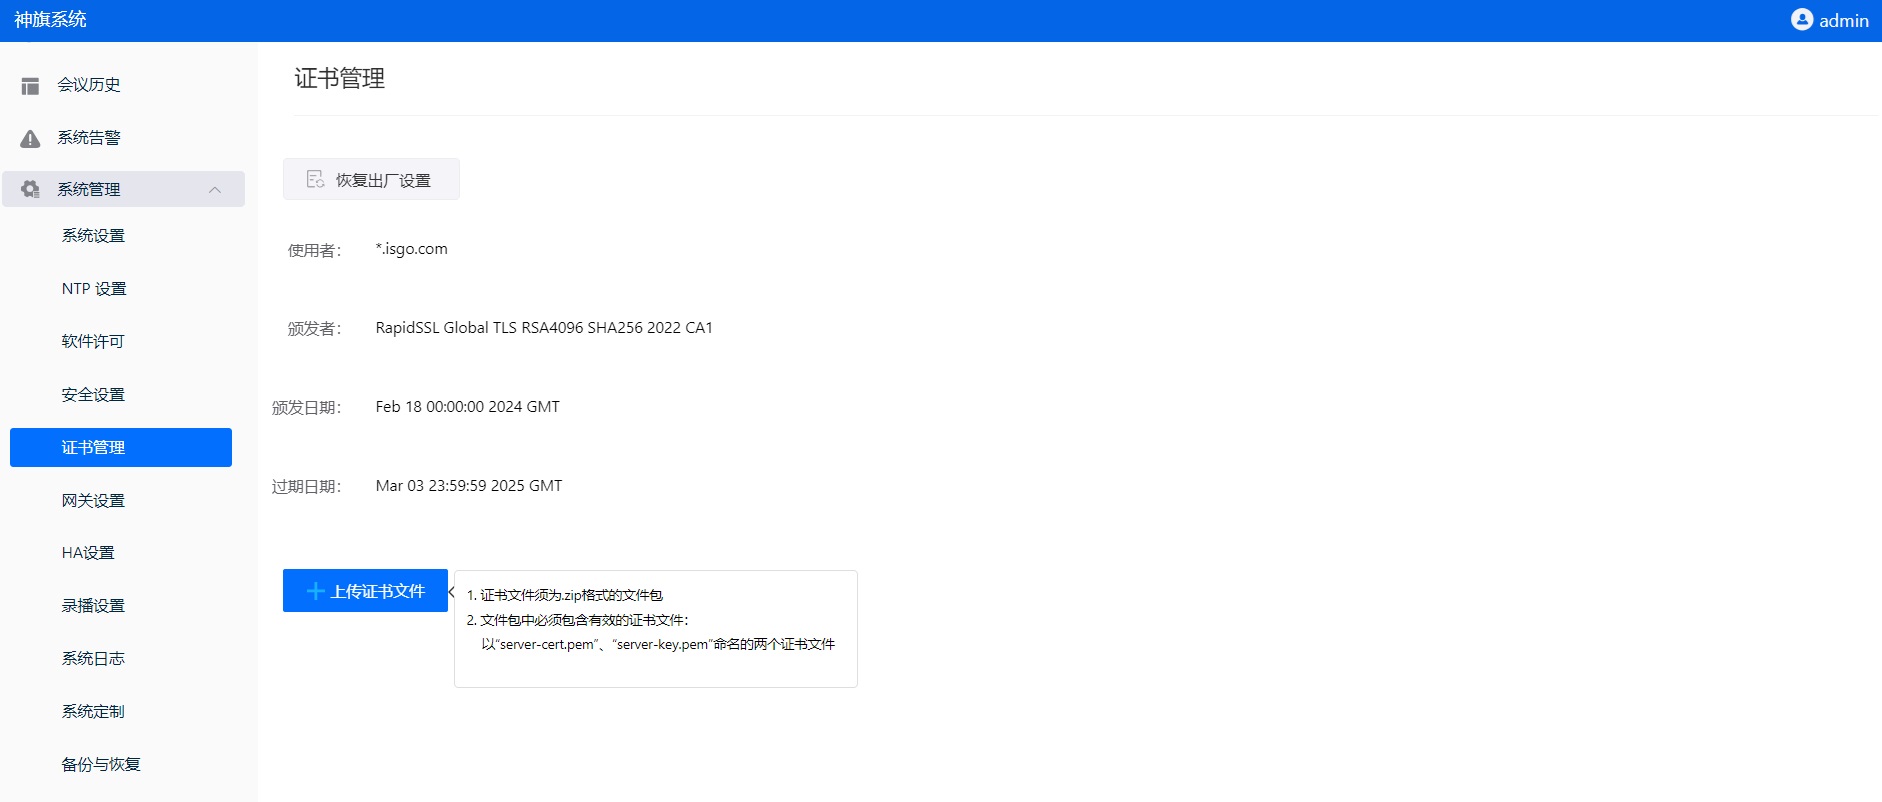 神旗系统
admin
会议历史
系统告警
系统管理
系统设置
NTP 设置
软件许可
安全设置
证书管理
网关设置
HA设置
录播设置
系统日志
系统定制
备份与恢复
证书管理
恢复出厂设置
使用者： *.isgo.com
颁发者： RapidSSL Global TLS RSA4096 SHA256 2022 CA1
颁发日期： Feb 18 00:00:00 2024 GMT
过期日期： Mar 03 23:59:59 2025 GMT
上传证书文件
1. 证书文件须为.zip格式的文件包
2. 文件包中必须包含有效的证书文件：
以“server-cert.pem”、“server-key.pem”命名的两个证书文件